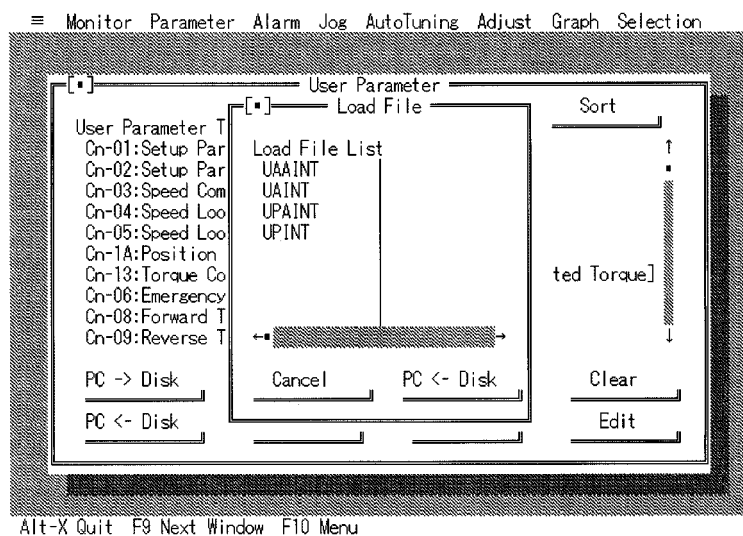 ≡ Monitor Parameter Alarm Jog AutoTuning Adjust Graph Selection
[▪] User Parameter
[▪] Load File
Sort
User Parameter T
Cn-01:Setup Par
Cn-02:Setup Par
Cn-03:Speed Com
Cn-04:Speed Loo
Cn-05:Speed Loo
Cn-1A:Position
Cn-13:Torque Co
Cn-06:Emergency
Cn-08:Forward T
Cn-09:Reverse T
Load File List
UAAINT
UAINT
UPAINT
UPINT
ted Torque]
PC -> Disk
Cancel
PC <- Disk
Clear
PC <- Disk
Edit
Alt-X Quit F9 Next Window F10 Menu